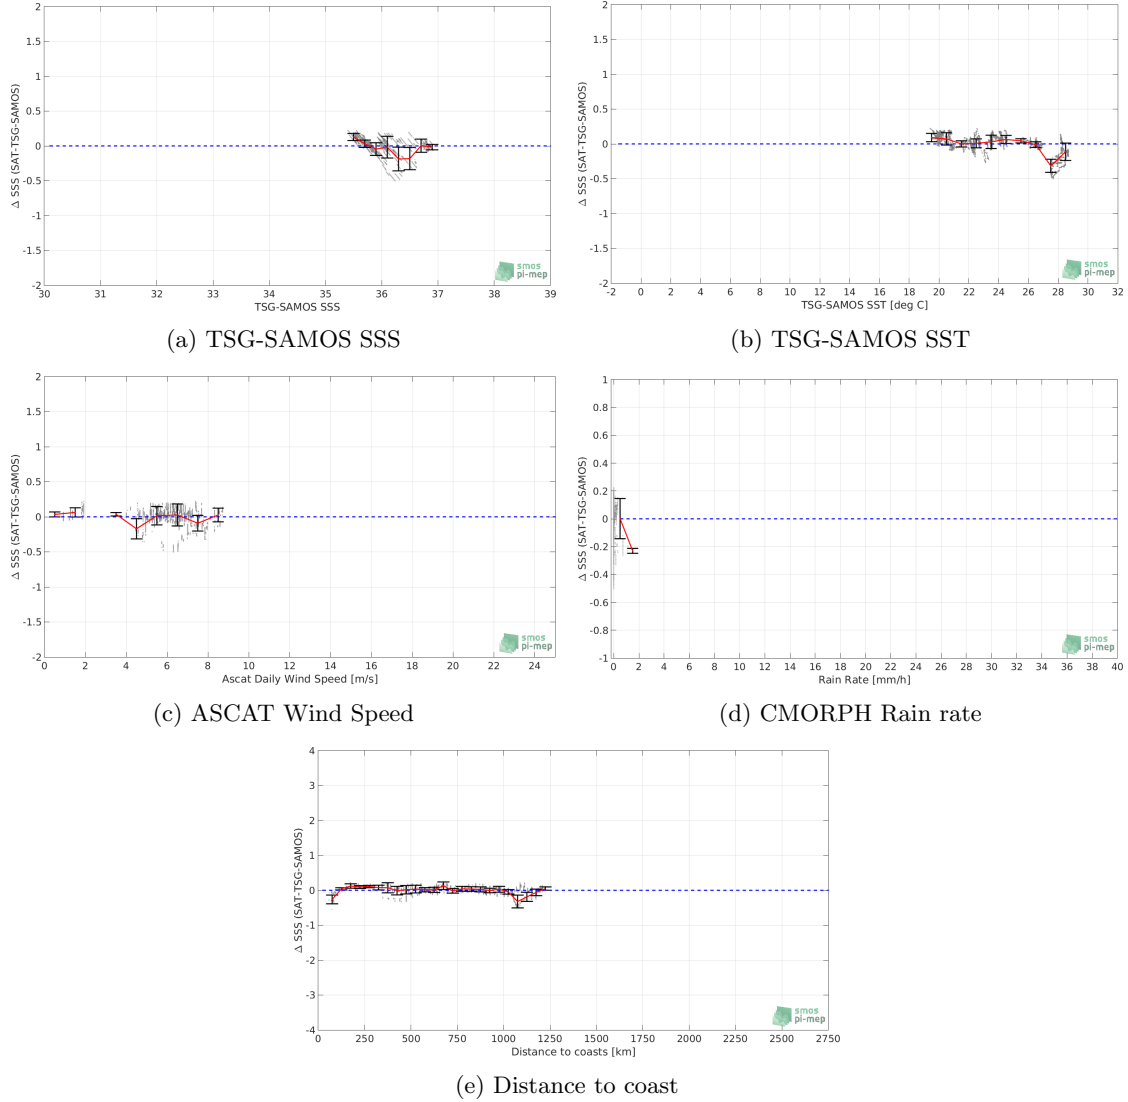 2
1.5
1
0.5
0
-0.5
-1
-1.5
-2
Δ SSS (SAT-TSG-SAMOS)
30 31 32 33 34 35 36 37 38 39
TSG-SAMOS SSS
smos
pi-mep
(a) TSG-SAMOS SSS
2
1.5
1
0.5
0
-0.5
-1
-1.5
-2
Δ SSS (SAT-TSG-SAMOS)
-2 0 2 4 6 8 10 12 14 16 18 20 22 24 26 28 30 32
TSG-SAMOS SST [deg C]
smos
pi-mep
(b) TSG-SAMOS SST
2
1.5
1
0.5
0
-0.5
-1
-1.5
-2
Δ SSS (SAT-TSG-SAMOS)
0 2 4 6 8 10 12 14 16 18 20 22 24
Ascat Daily Wind Speed [m/s]
smos
pi-mep
(c) ASCAT Wind Speed
1
0.8
0.6
0.4
0.2
0
-0.2
-0.4
-0.6
-0.8
-1
Δ SSS (SAT-TSG-SAMOS)
0 2 4 6 8 10 12 14 16 18 20 22 24 26 28 30 32 34 36 38 40
Rain Rate [mm/h]
smos
pi-mep
(d) CMORPH Rain rate
4
3
2
1
0
-1
-2
-3
-4
Δ SSS (SAT-TSG-SAMOS)
0 250 500 750 1000 1250 1500 1750 2000 2250 2500 2750
Distance to coasts [km]
smos
pi-mep
(e) Distance to coast